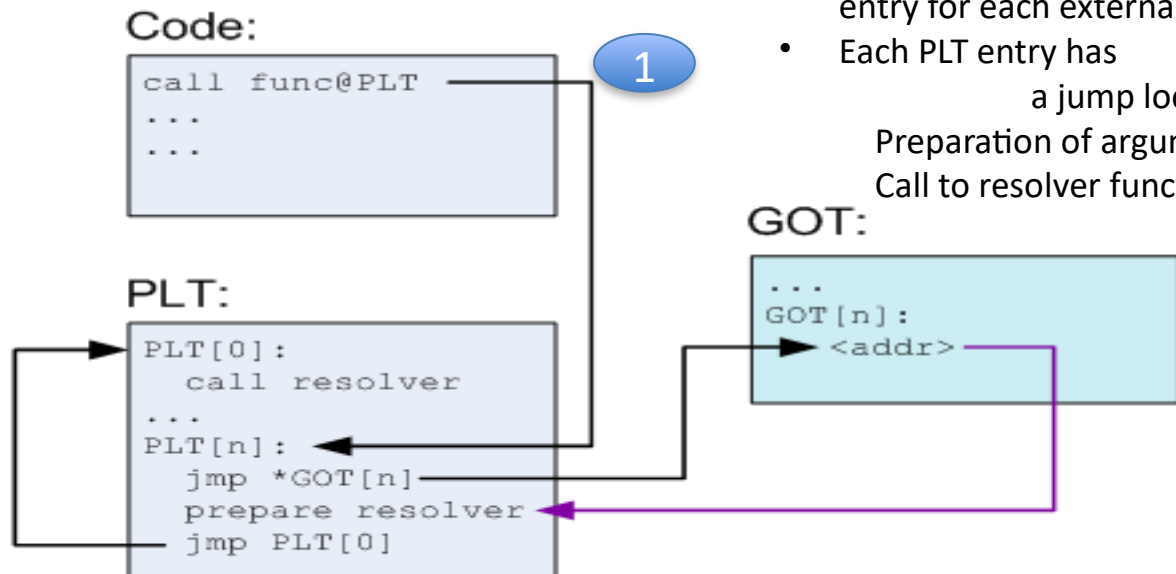 entry for each externa
• Each PLT entry has
a jump loc
Preparation of argu
Call to resolver func
Code:
call func@PLT
...
...
1
GOT:
...
GOT[n]:
<addr>
PLT:
PLT[0]:
call resolver
...
PLT[n]:
jmp *GOT[n]
prepare resolver
jmp PLT[0]